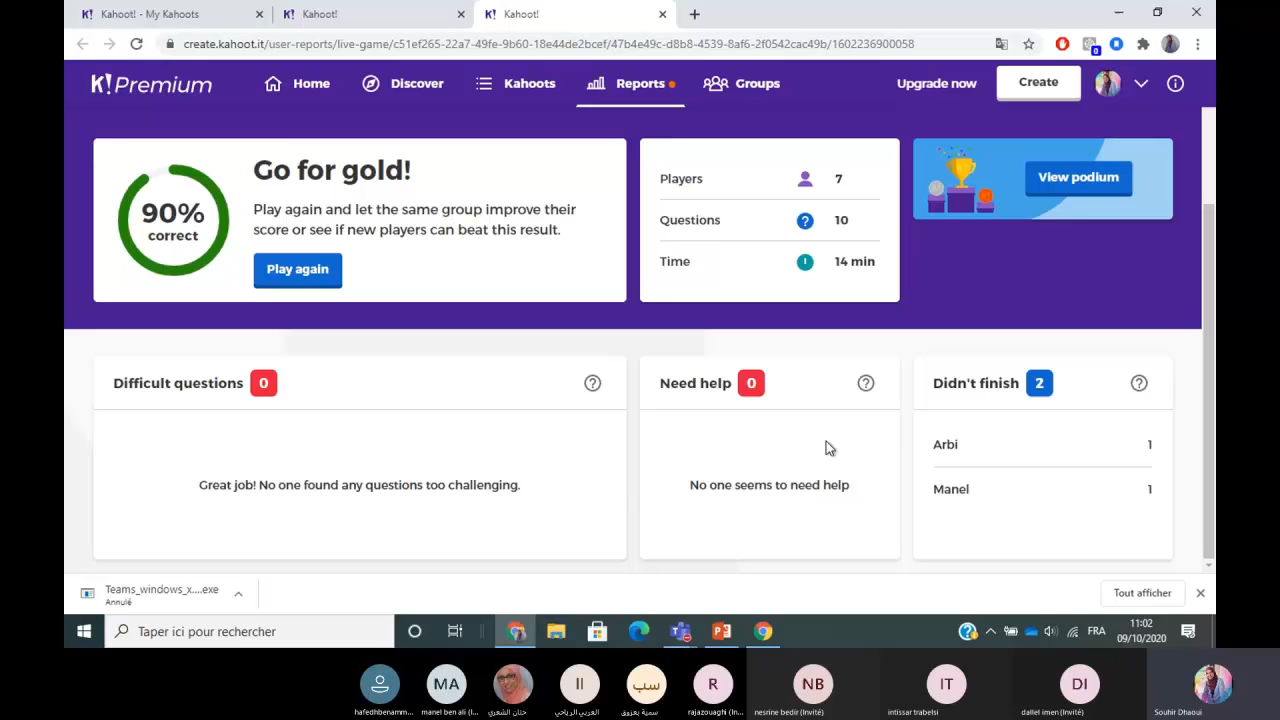 Kahoot! - My Kahoots
Kahoot!
Kahoot!
create.kahoot.it/user-reports/live-game/c51ef265-22a7-49fe-9b60-18e44de2bcef/47b4e49c-d8b8-4539-8af6-2f0542cac49b/1602236900058
0
K! Premium
Home
Discover
Kahoots
Reports
Groups
Upgrade now
Create
90%
correct
Go for gold!
Play again and let the same group improve their
score or see if new players can beat this result.
Play again
Players 7
Questions 10
Time 14 min
View podium
Difficult questions 0
Great job! No one found any questions too challenging.
Need help 0
No one seems to need help
Didn't finish 2
Arbi 1
Manel 1
Teams_windows_x....exe
Annulé
Tout afficher
Taper ici pour rechercher
FRA
11:02
09/10/2020
MA
II
سب
R
NB
IT
DI
hafedhbenamm...
manel ben ali (I...
حنان الشعري
العربي الرياحي
سمية بعزوق
rajazouaghi (In...
nesrine bedir (Invité)
intissar trabelsi
dallel imen (Invité)
Souhir Dhaoui